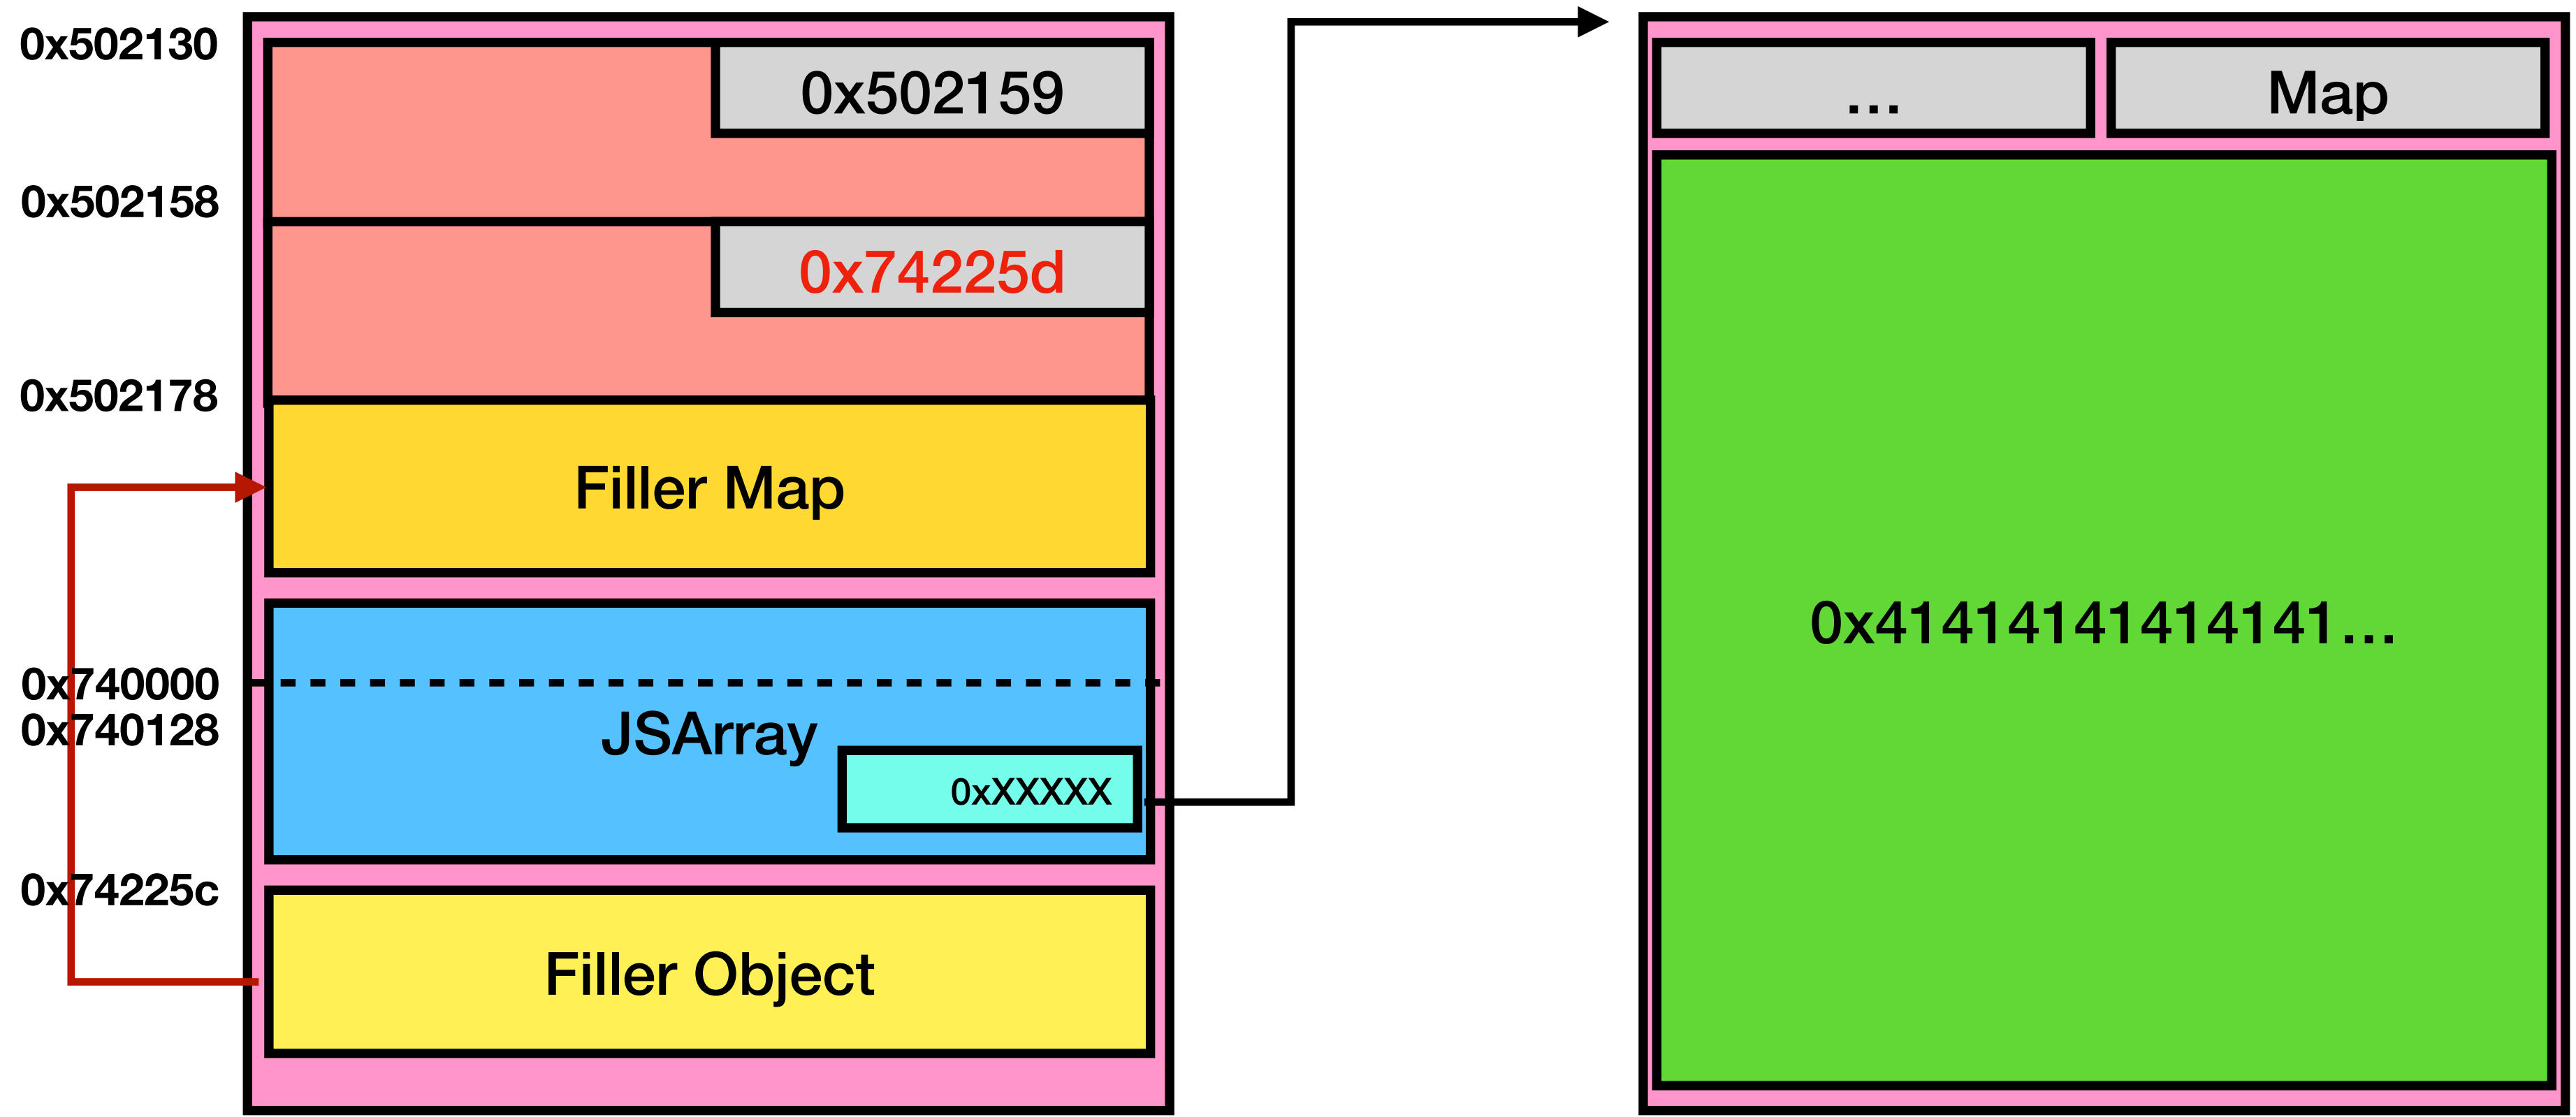 0x502130
0x502159
0x502158
0x74225d
0x502178
Filler Map
0x740000
0x740128
JSArray
0xXXXXX
0x74225c
Filler Object
...
Map
0x41414141414141...